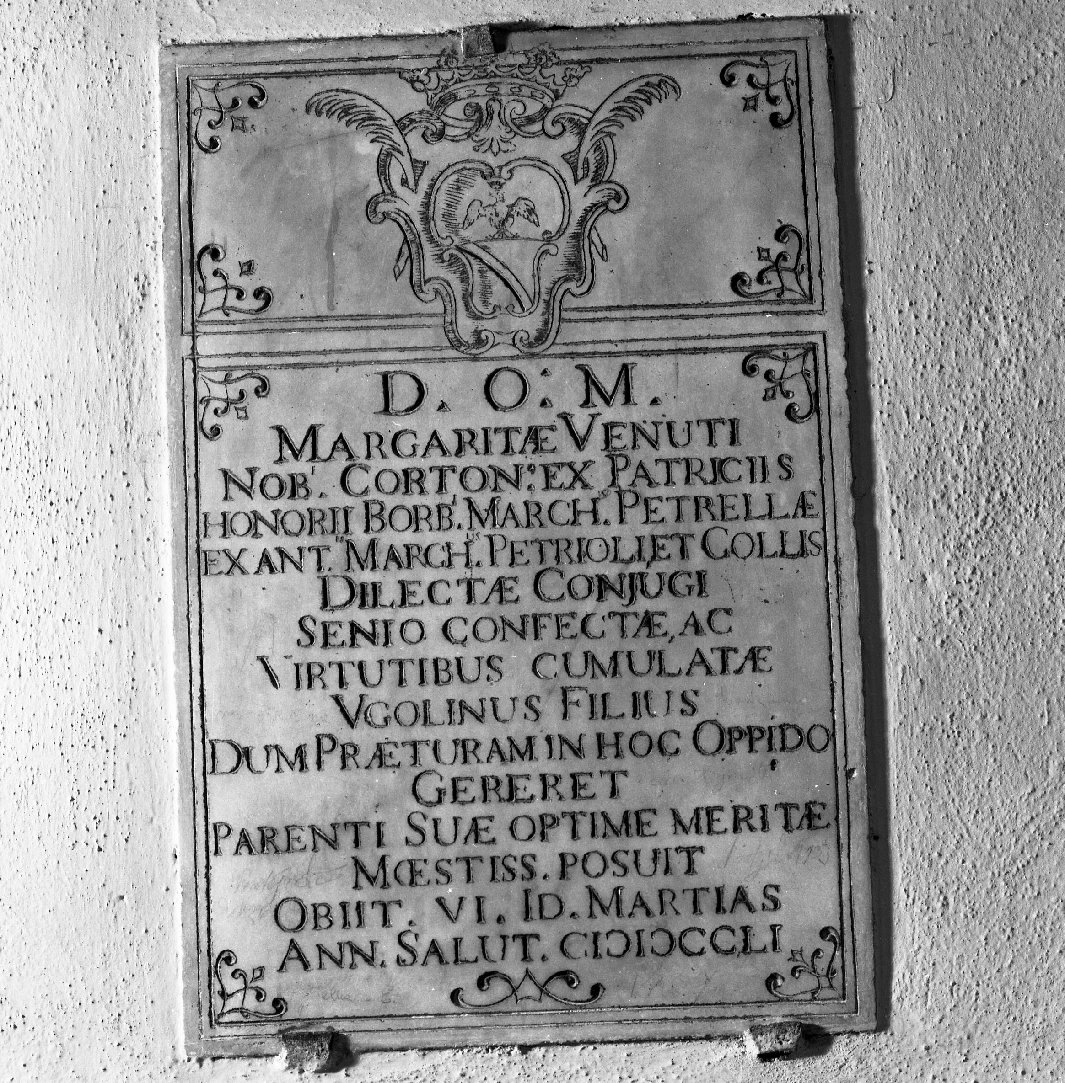 D. O. M.
MARGARITÆ VENUTI
NOB. CORTON. EX PATRICIIS
HONORII BORB. MARCH. PETRELLÆ
EX ANT. MARCH. PETRIOLI, ET COLLIS
DILECTÆ CONJUGI
SENIO CONFECTÆ, AC
VIRTUTIBUS CUMULATÆ
VGOLINUS FILIUS
DUM PRÆTURAM IN HOC OPPIDO
GERERET
PARENTI SUÆ OPTIME MERITÆ
MŒSTISS. POSUIT
OBIIT. VI. ID. MARTIAS
ANN. SALUT. CIƆIƆCCLI